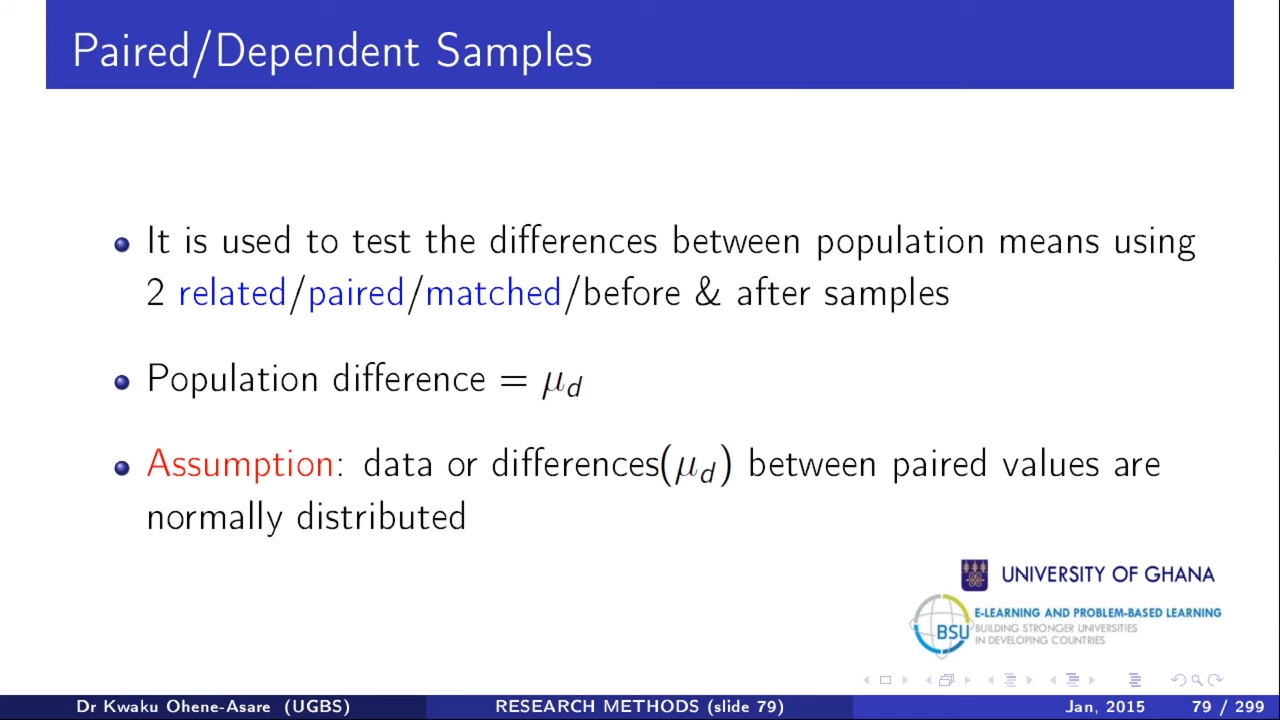 Paired/Dependent Samples
It is used to test the differences between population means using
2 related/paired/matched/before & after samples
Population difference = μd
Assumption: data or differences(μd) between paired values are
normally distributed
UNIVERSITY OF GHANA
BSU
E-LEARNING AND PROBLEM-BASED LEARNING
BUILDING STRONGER UNIVERSITIES
IN DEVELOPING COUNTRIES
Dr Kwaku Ohene-Asare (UGBS) RESEARCH METHODS (slide 79) Jan, 2015 79 / 299